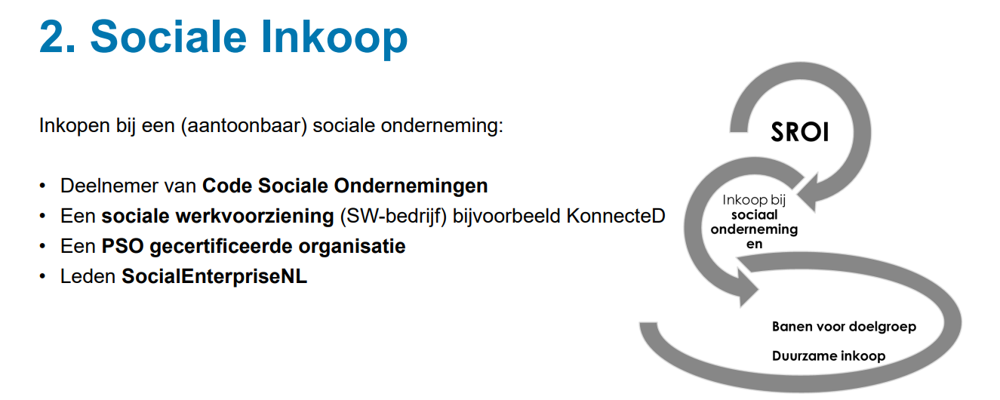 2. Sociale Inkoop
Inkopen bij een (aantoonbaar) sociale onderneming:
• Deelnemer van Code Sociale Ondernemingen
• Een sociale werkvoorziening (SW-bedrijf) bijvoorbeeld KonnecteD
• Een PSO gecertificeerde organisatie
• Leden SocialEnterpriseNL
SROI
Inkoop bij
sociaal
onderneming
en
Banen voor doelgroep
Duurzame inkoop